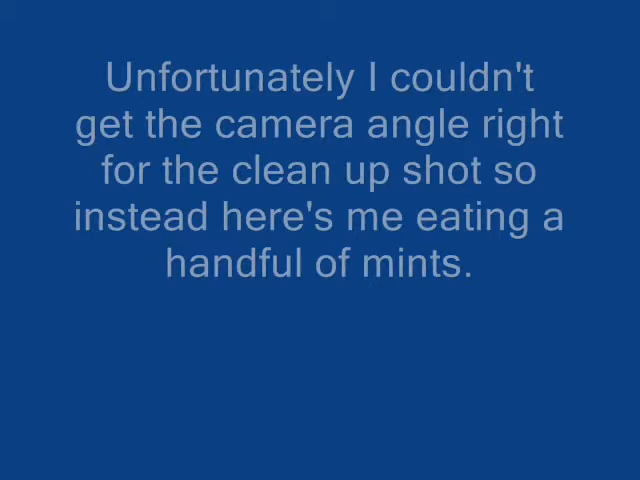 Unfortunately I couldn't
get the camera angle right
for the clean up shot so
instead here's me eating a
handful of mints.